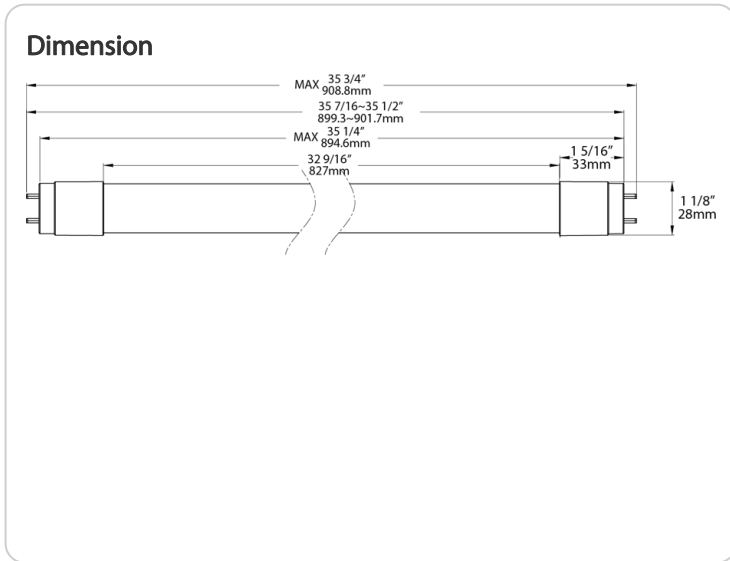 Dimension
MAX 35 3/4”
908.8mm
35 7/16~35 1/2”
899.3~901.7mm
MAX 35 1/4”
894.6mm
32 9/16”
827mm
1 5/16”
33mm
1 1/8”
28mm